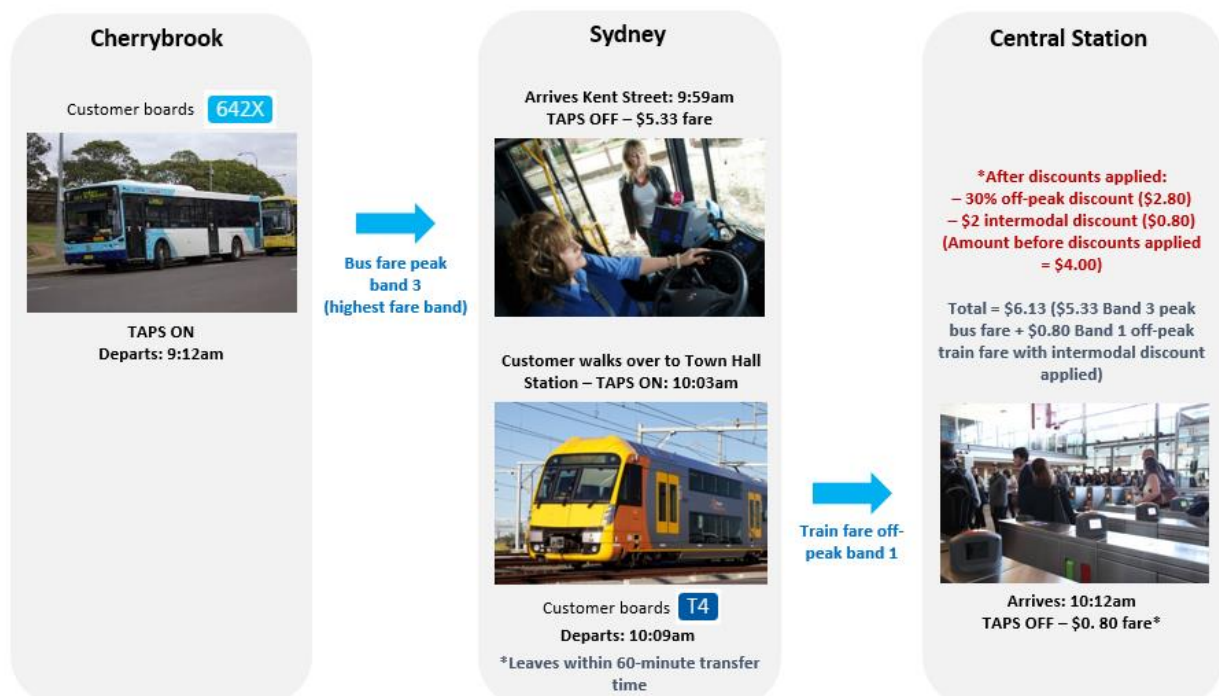 Cherrybrook
Customer boards 642X
TAPS ON
Departs: 9:12am
Bus fare peak
band 3
(highest fare band)
Sydney
Arrives Kent Street: 9:59am
TAPS OFF – $5.33 fare
Customer walks over to Town Hall
Station – TAPS ON: 10:03am
Customer boards T4
Departs: 10:09am
*Leaves within 60-minute transfer
time
Train fare off-
peak band 1
Central Station
*After discounts applied:
– 30% off-peak discount ($2.80)
– $2 intermodal discount ($0.80)
(Amount before discounts applied
= $4.00)
Total = $6.13 ($5.33 Band 3 peak
bus fare + $0.80 Band 1 off-peak
train fare with intermodal discount
applied)
Arrives: 10:12am
TAPS OFF – $0. 80 fare*